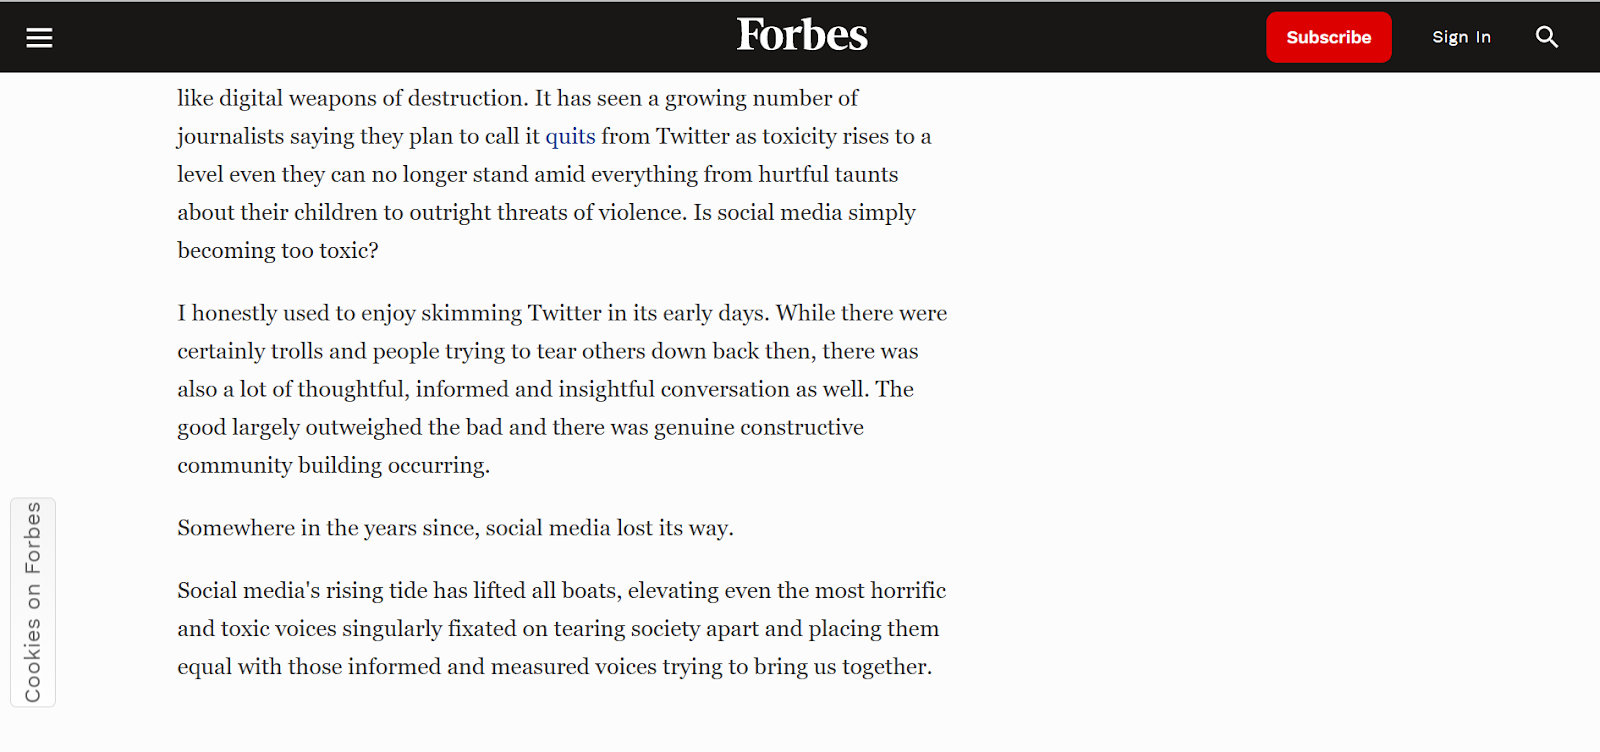 Forbes
Subscribe
Sign In
like digital weapons of destruction. It has seen a growing number of
journalists saying they plan to call it quits from Twitter as toxicity rises to a
level even they can no longer stand amid everything from hurtful taunts
about their children to outright threats of violence. Is social media simply
becoming too toxic?
I honestly used to enjoy skimming Twitter in its early days. While there were
certainly trolls and people trying to tear others down back then, there was
also a lot of thoughtful, informed and insightful conversation as well. The
good largely outweighed the bad and there was genuine constructive
community building occurring.
Somewhere in the years since, social media lost its way.
Social media's rising tide has lifted all boats, elevating even the most horrific
and toxic voices singularly fixated on tearing society apart and placing them
equal with those informed and measured voices trying to bring us together.
Cookies on Forbes